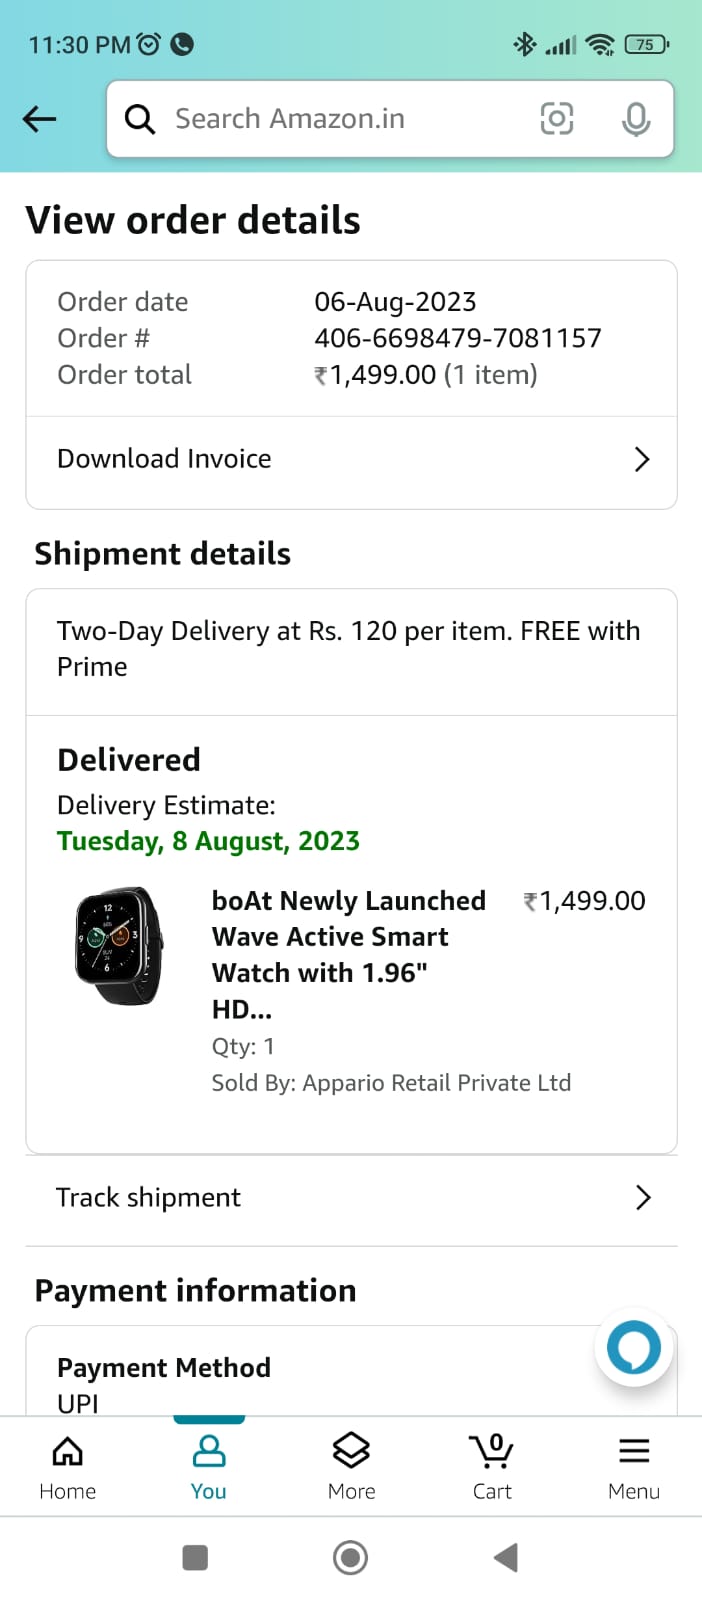 11:30 PM
75
Search Amazon.in
View order details
Order date 06-Aug-2023
Order # 406-6698479-7081157
Order total ₹1,499.00 (1 item)
Download Invoice
Shipment details
Two-Day Delivery at Rs. 120 per item. FREE with
Prime
Delivered
Delivery Estimate:
Tuesday, 8 August, 2023
boAt Newly Launched ₹1,499.00
Wave Active Smart
Watch with 1.96"
HD...
Qty: 1
Sold By: Appario Retail Private Ltd
12
3
6
9
Track shipment
Payment information
Payment Method
UPI
0
Home You More Cart Menu